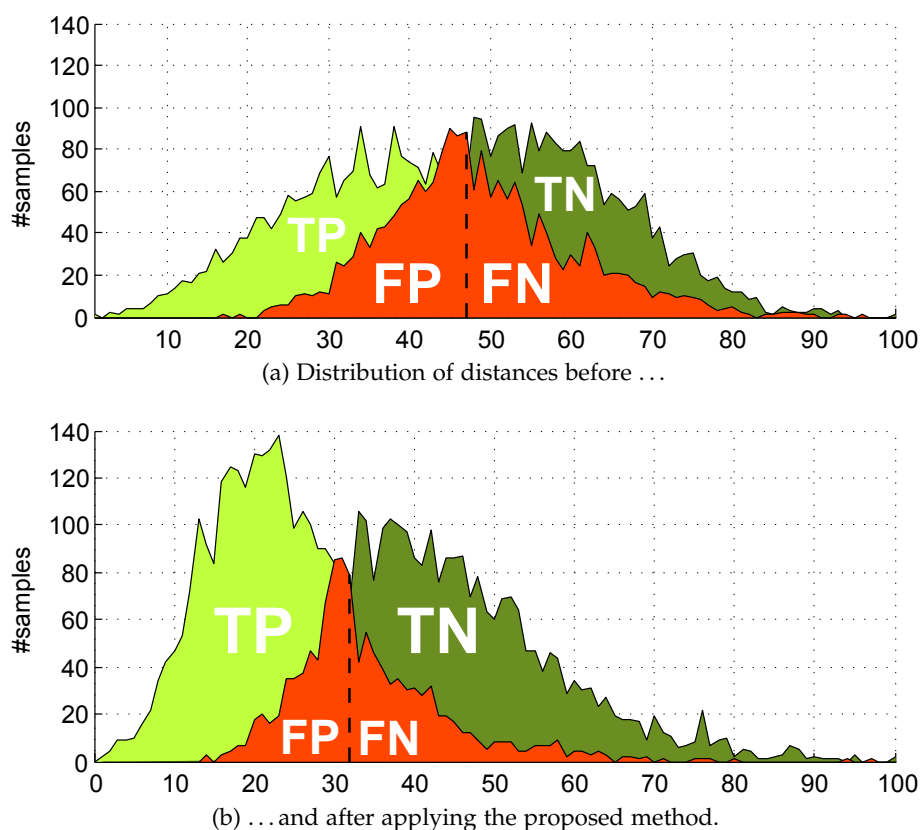 140
120
100
80
60
40
20
0
#samples
TP
TN
FP
FN
10 20 30 40 50 60 70 80 90 100
(a) Distribution of distances before ...
140
120
100
80
60
40
20
0
#samples
TP
TN
FP
FN
0 10 20 30 40 50 60 70 80 90 100
(b) ... and after applying the proposed method.